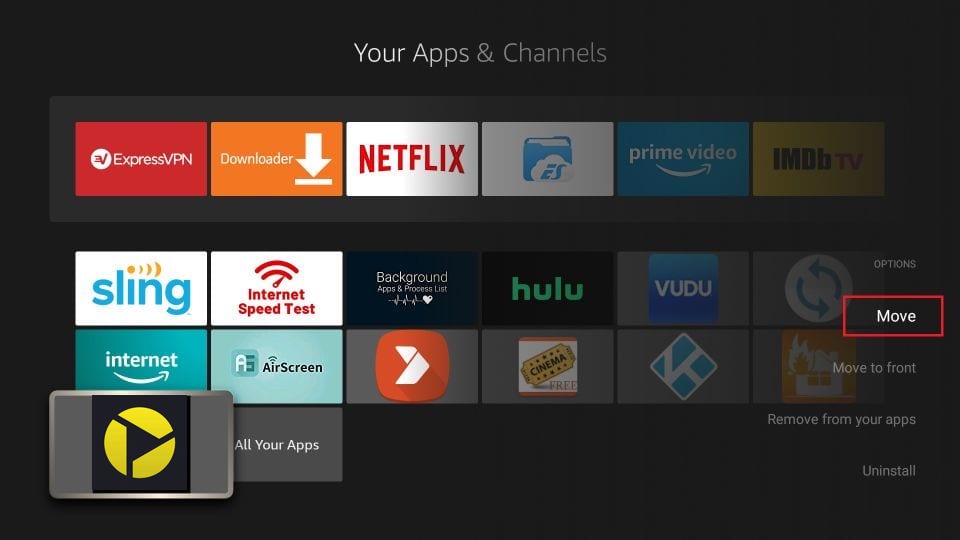 Your Apps & Channels
ExpressVPN
Downloader
NETFLIX
ES
prime video
IMDb TV
sling
Internet
Speed Test
Background
Apps & Process List
hulu
VUDU
OPTIONS
Move
internet
AirScreen
CINEMA
FREE
Move to front
Remove from your apps
All Your Apps
Uninstall